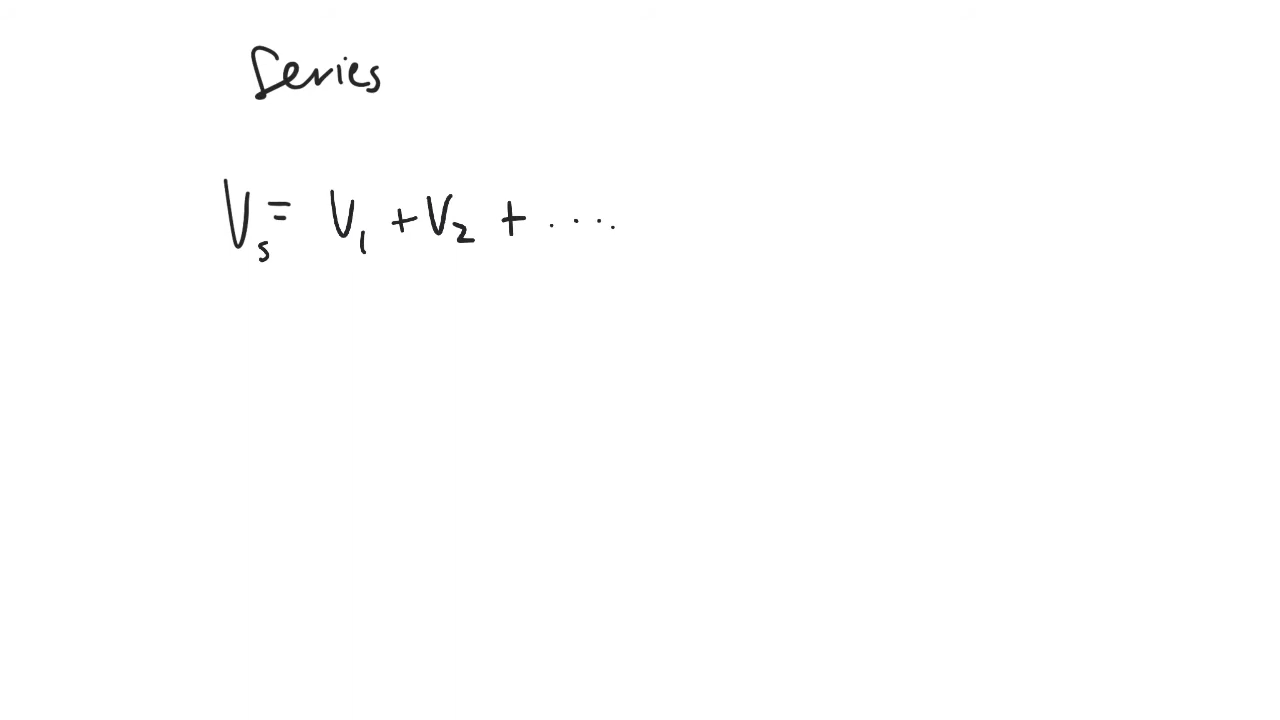 Series
Vs = V1 + V2 + ....